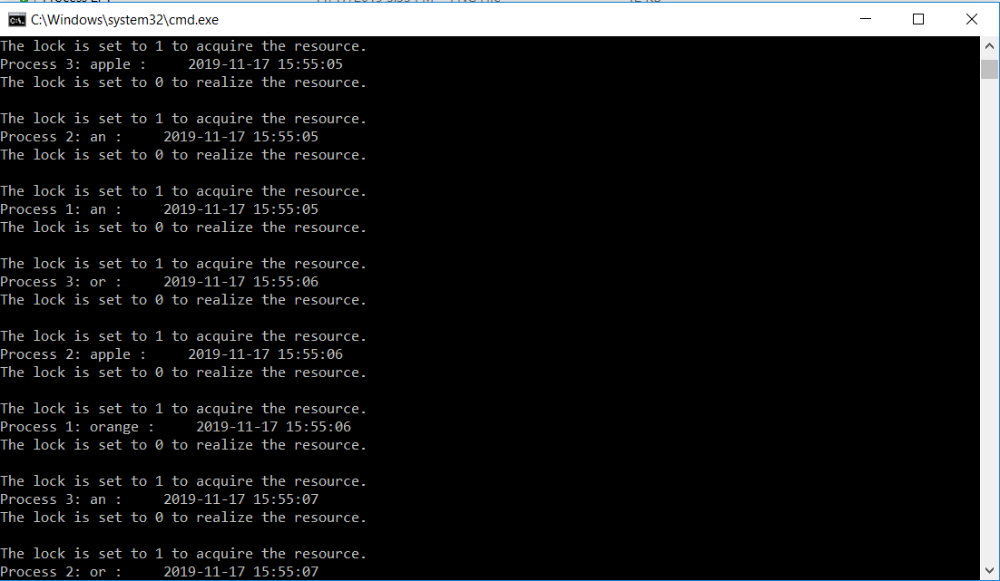 C:\Windows\system32\cmd.exe
The lock is set to 1 to acquire the resource.
Process 3: apple :     2019-11-17 15:55:05
The lock is set to 0 to realize the resource.
The lock is set to 1 to acquire the resource.
Process 2: an :     2019-11-17 15:55:05
The lock is set to 0 to realize the resource.
The lock is set to 1 to acquire the resource.
Process 1: an :     2019-11-17 15:55:05
The lock is set to 0 to realize the resource.
The lock is set to 1 to acquire the resource.
Process 3: or :     2019-11-17 15:55:06
The lock is set to 0 to realize the resource.
The lock is set to 1 to acquire the resource.
Process 2: apple :     2019-11-17 15:55:06
The lock is set to 0 to realize the resource.
The lock is set to 1 to acquire the resource.
Process 1: orange :     2019-11-17 15:55:06
The lock is set to 0 to realize the resource.
The lock is set to 1 to acquire the resource.
Process 3: an :     2019-11-17 15:55:07
The lock is set to 0 to realize the resource.
The lock is set to 1 to acquire the resource.
Process 2: or :     2019-11-17 15:55:07